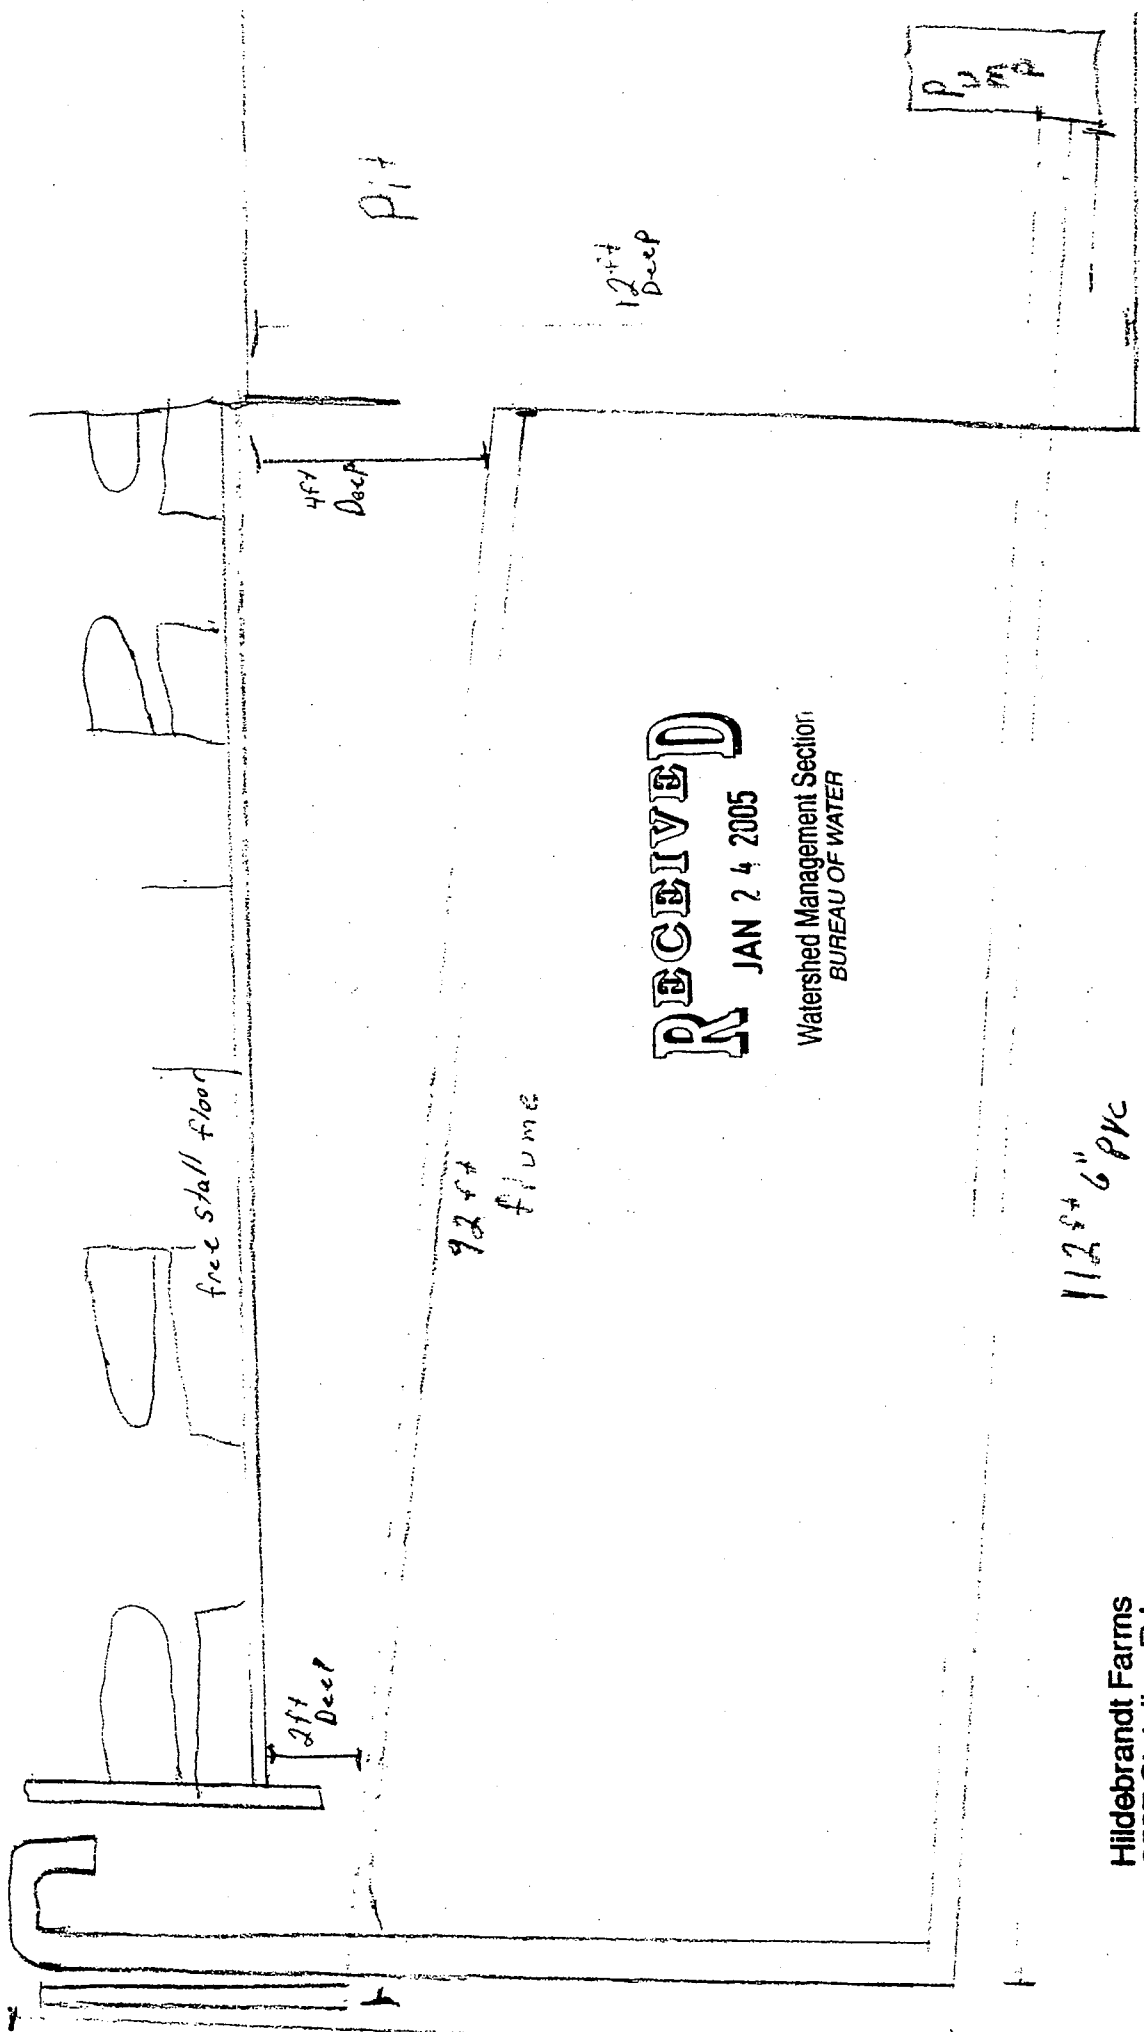 free stall floor
2ft
Deep
4ft
Deep
Pit
12ft
Deep
Pump
92 ft
flume
RECEIVED
JAN 24 2005
Watershed Management Section
BUREAU OF WATER
112 ft 6" PVC
Hildebrandt Farms